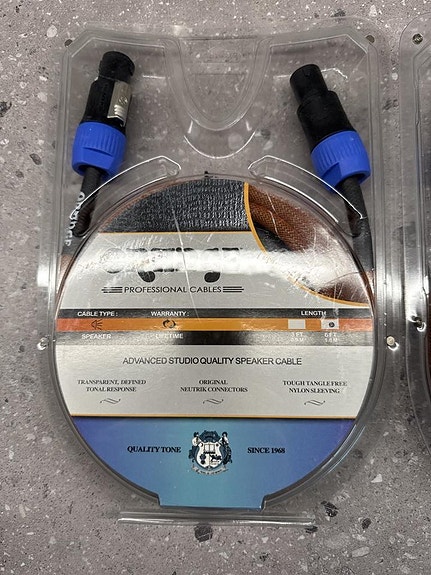 PROFESSIONAL CABLES
CABLE TYPE : WARRANTY : LENGTH
SPEAKER LIFETIME
ADVANCED STUDIO QUALITY SPEAKER CABLE
TRANSPARENT, DEFINED ORIGINAL TOUGH TANGLE FREE
TONAL RESPONSE NEUTRIK CONNECTORS NYLON SLEEVING
QUALITY TONE SINCE 1968